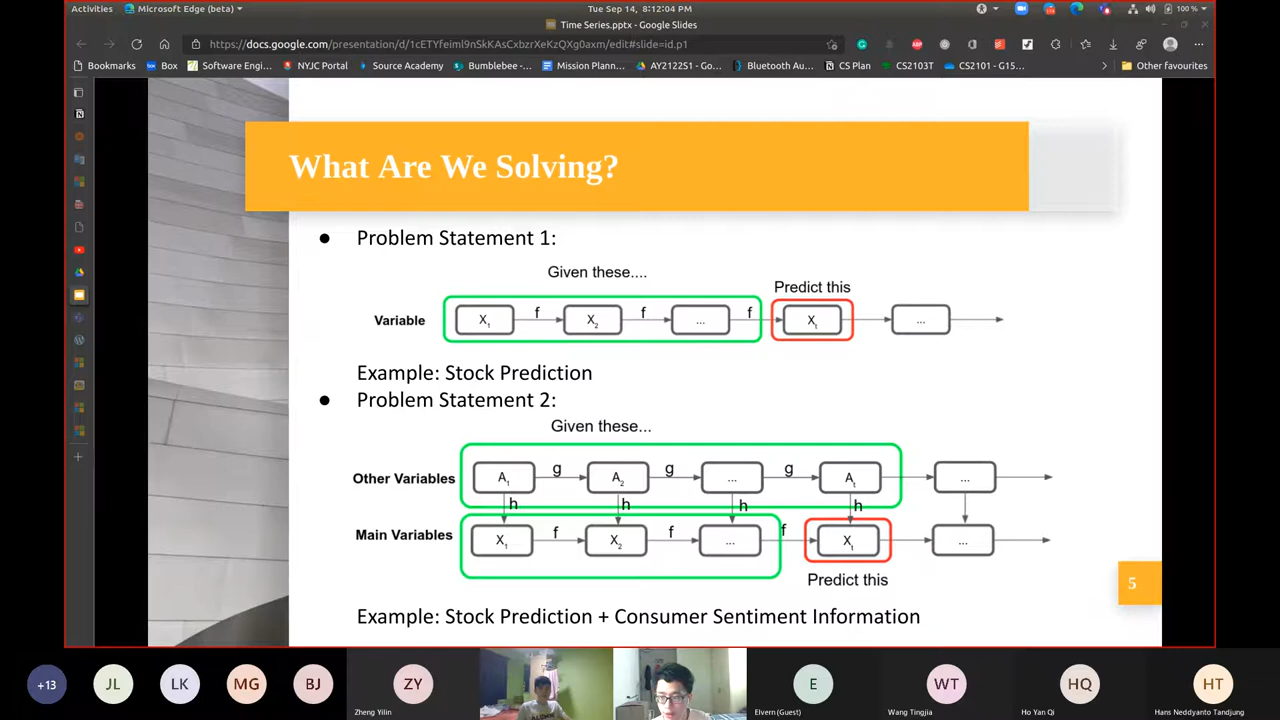 Activities
Microsoft Edge (beta)
Tue Sep 14, 8:12:04 PM
100 %
Time Series.pptx - Google Slides
https://docs.google.com/presentation/d/1cETYfeiml9nSkKAsCxbzrXeKzQXg0axm/edit#slide=id.p1
Bookmarks
Box
Software Engi...
NYJC Portal
Source Academy
Bumblebee -...
Mission Plann...
AY2122S1 - Go...
Bluetooth Au...
CS Plan
CS2103T
CS2101 - G15...
Other favourites
What Are We Solving?
● Problem Statement 1:
Given these....
Predict this
Variable
X1 f X2 f ... f Xt ...
Example: Stock Prediction
● Problem Statement 2:
Given these...
Other Variables
A1 g A2 g ... g At ...
h h h h
Main Variables
X1 f X2 f ... f Xt ...
Predict this
5
Example: Stock Prediction + Consumer Sentiment Information
+13
JL
LK
MG
BJ
ZY
Zheng Yilin
E
Elvern (Guest)
WT
Wang Tingjia
HQ
Ho Yan Qi
HT
Hans Neddyanto Tandjung